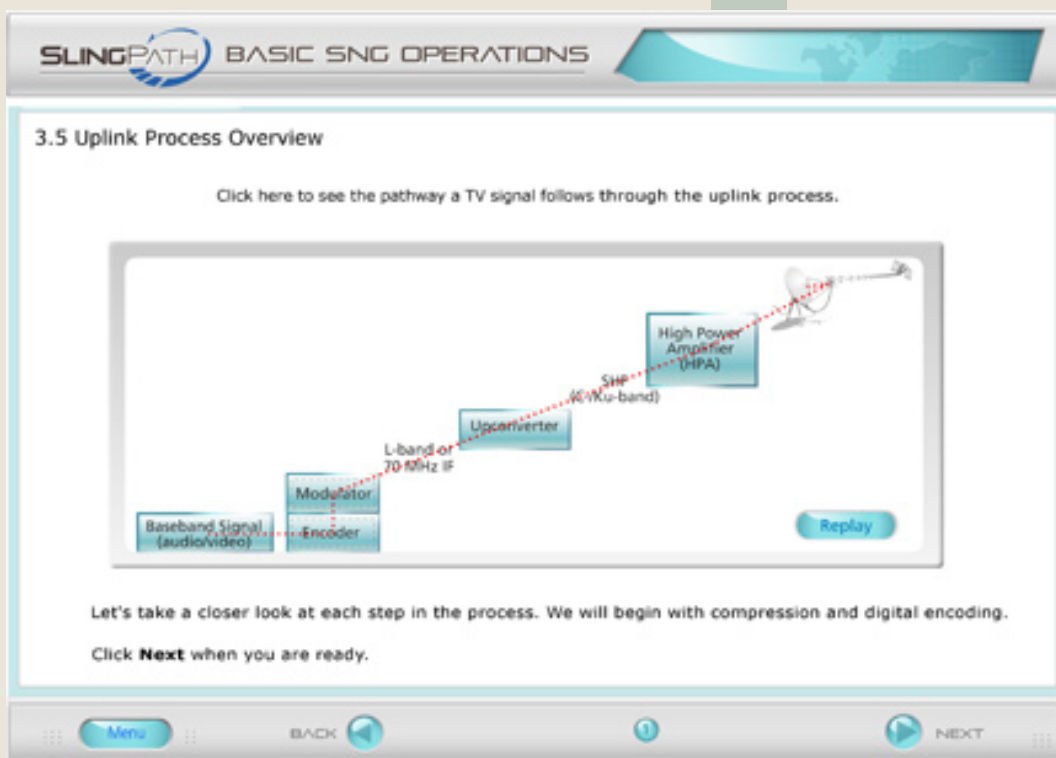 SLINGPATH BASIC SNG OPERATIONS
3.5 Uplink Process Overview
Click here to see the pathway a TV signal follows through the uplink process.
High Power
Amplifier
(HPA)
SHF
(C/Ku-band)
Upconverter
L-band or
70 MHz IF
Modulator
Baseband Signal
(audio/video)
Encoder
Replay
Let's take a closer look at each step in the process. We will begin with compression and digital encoding.
Click Next when you are ready.
Menu
BACK
1
NEXT